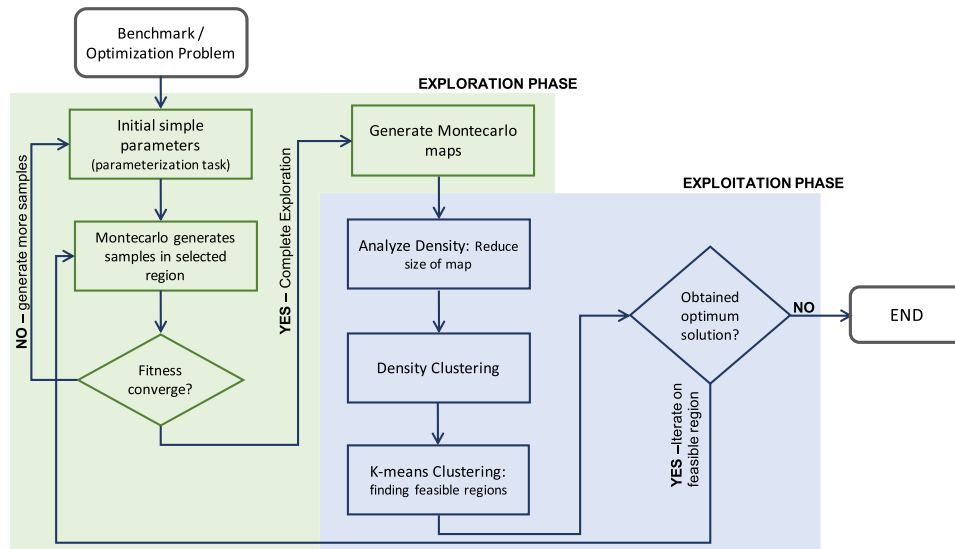 Benchmark /
Optimization Problem
EXPLORATION PHASE
Initial simple
parameters
(parameterization task)
Generate Montecarlo
maps
NO – generate more samples
YES – Complete Exploration
EXPLOITATION PHASE
Montecarlo generates
samples in selected
region
Analyze Density: Reduce
size of map
Obtained
optimum
solution?
NO
END
Fitness
converge?
Density Clustering
YES –Iterate on
feasible region
K-means Clustering:
finding feasible regions